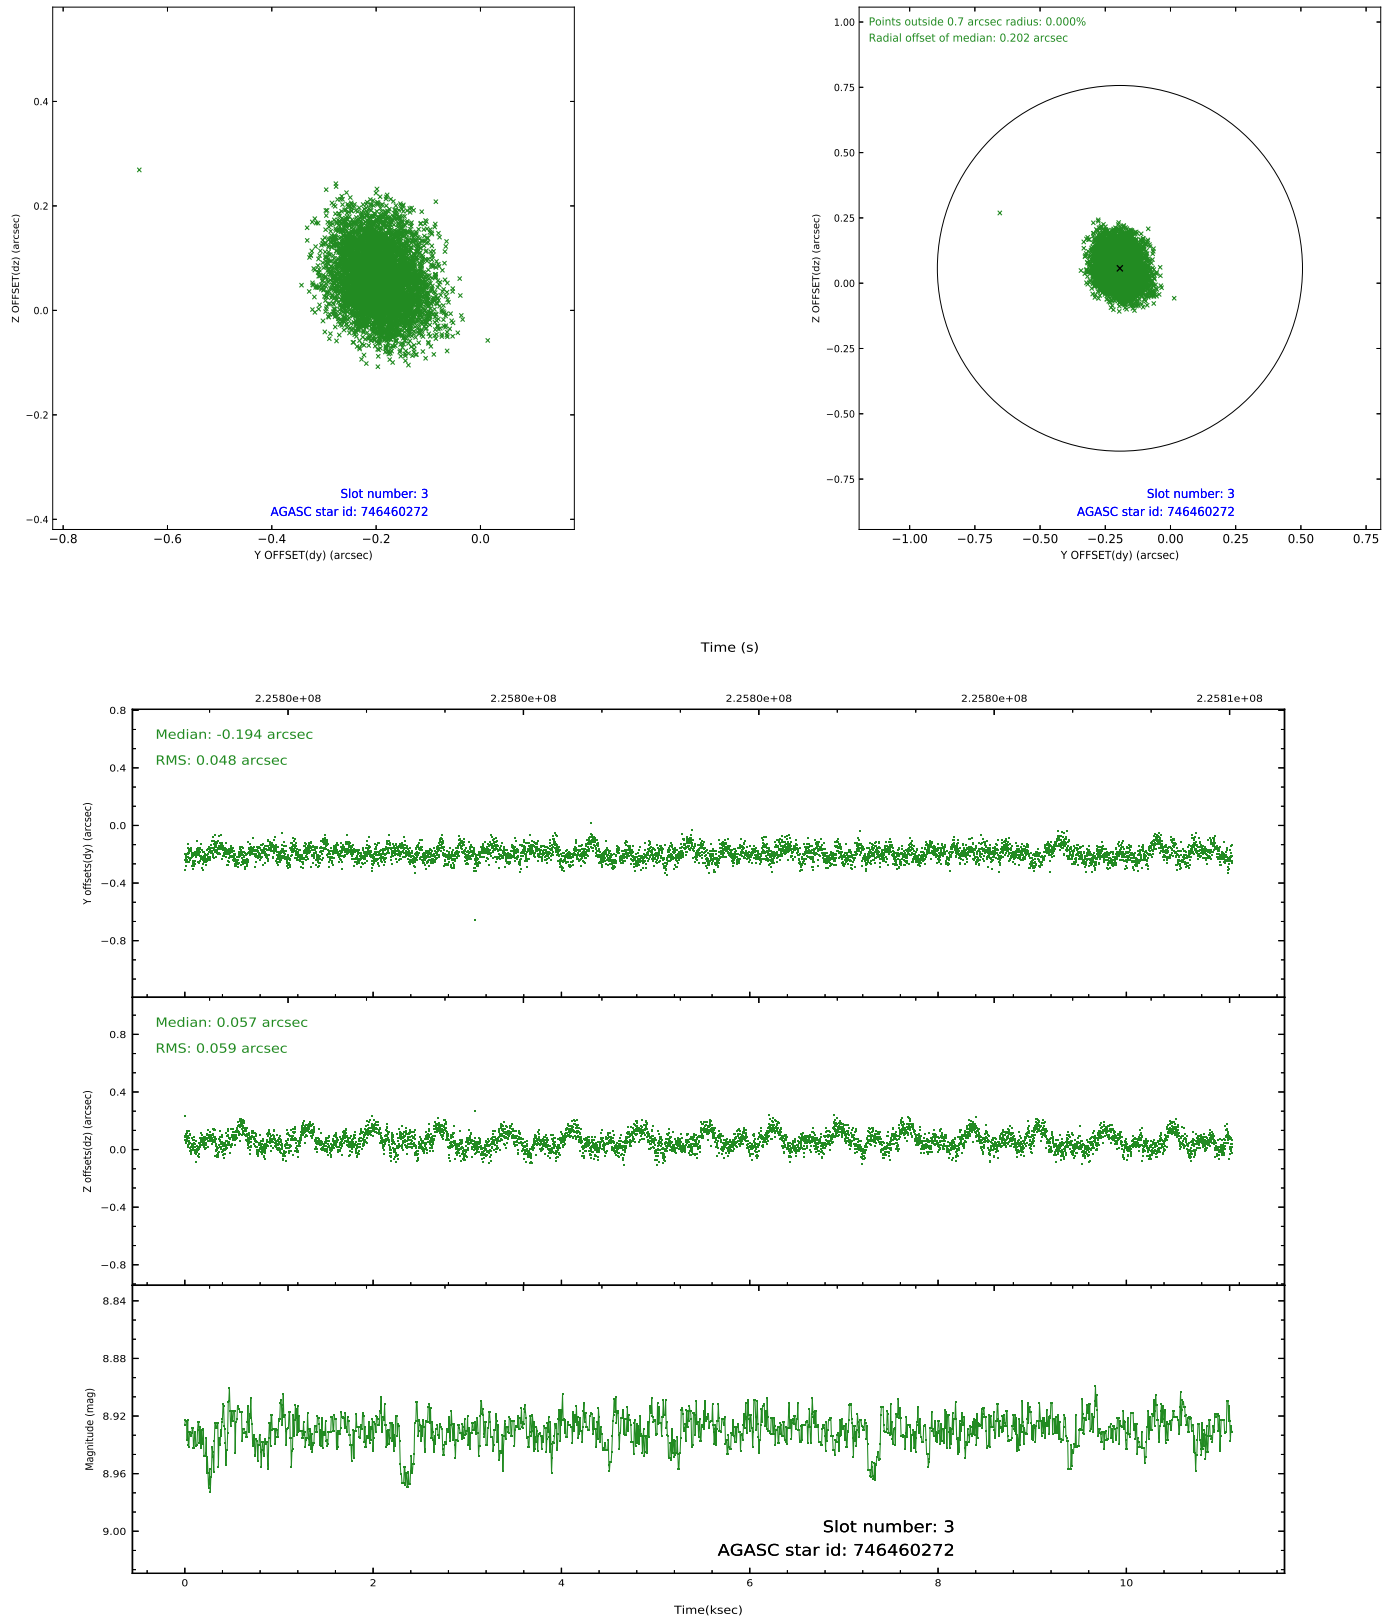 0.4
0.2
0.0
−0.2
−0.4
Z OFFSET(dz) (arcsec)
Slot number: 3
AGASC star id: 746460272
−0.8
−0.6
−0.4
−0.2
0.0
Y OFFSET(dy) (arcsec)
Points outside 0.7 arcsec radius: 0.000%
Radial offset of median: 0.202 arcsec
1.00
0.75
0.50
0.25
0.00
−0.25
−0.50
−0.75
Z OFFSET(dz) (arcsec)
Slot number: 3
AGASC star id: 746460272
−1.00
−0.75
−0.50
−0.25
0.00
0.25
0.50
0.75
Y OFFSET(dy) (arcsec)
Time (s)
2.2580e+08
2.2580e+08
2.2580e+08
2.2580e+08
2.2581e+08
Median: -0.194 arcsec
RMS: 0.048 arcsec
0.8
0.4
0.0
−0.4
−0.8
Y offsets(dy) (arcsec)
Median: 0.057 arcsec
RMS: 0.059 arcsec
0.8
0.4
0.0
−0.4
−0.8
Z offsets(dz) (arcsec)
8.84
8.88
8.92
8.96
9.00
Magnitude (mag)
Slot number: 3
AGASC star id: 746460272
0
2
4
6
8
10
Time(ksec)